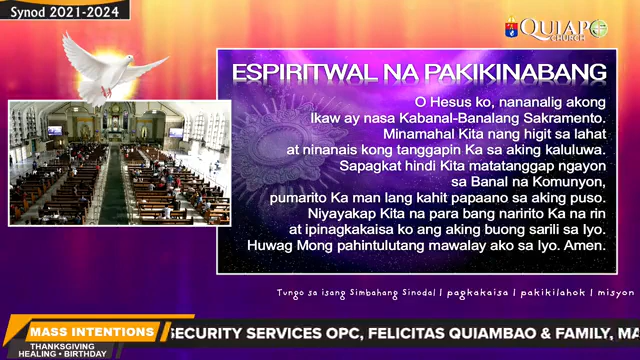 Synod 2021-2024
QUIAPO
CHURCH
ESPIRITWAL NA PAKIKINABANG
O Hesus ko, nananalig akong
Ikaw ay nasa Kabanal-Banalang Sakramento.
Minamahal Kita nang higit sa lahat
at ninanais kong tanggapin Ka sa aking kaluluwa.
Sapagkat hindi Kita matatanggap ngayon
sa Banal na Komunyon,
pumarito Ka man lang kahit papaano sa aking puso.
Niyayakap Kita na para bang naririto Ka na rin
at ipinagkakaisa ko ang aking buong sarili sa Iyo.
Huwag Mong pahintulutang mawalay ako sa Iyo. Amen.
Tungo sa isang Simbahang Sinodal | pagkakaisa | pakikilahok | misyon
MASS INTENTIONS
SECURITY SERVICES OPC, FELICITAS QUIAMBAO & FAMILY, MA
THANKSGIVING
HEALING • BIRTHDAY